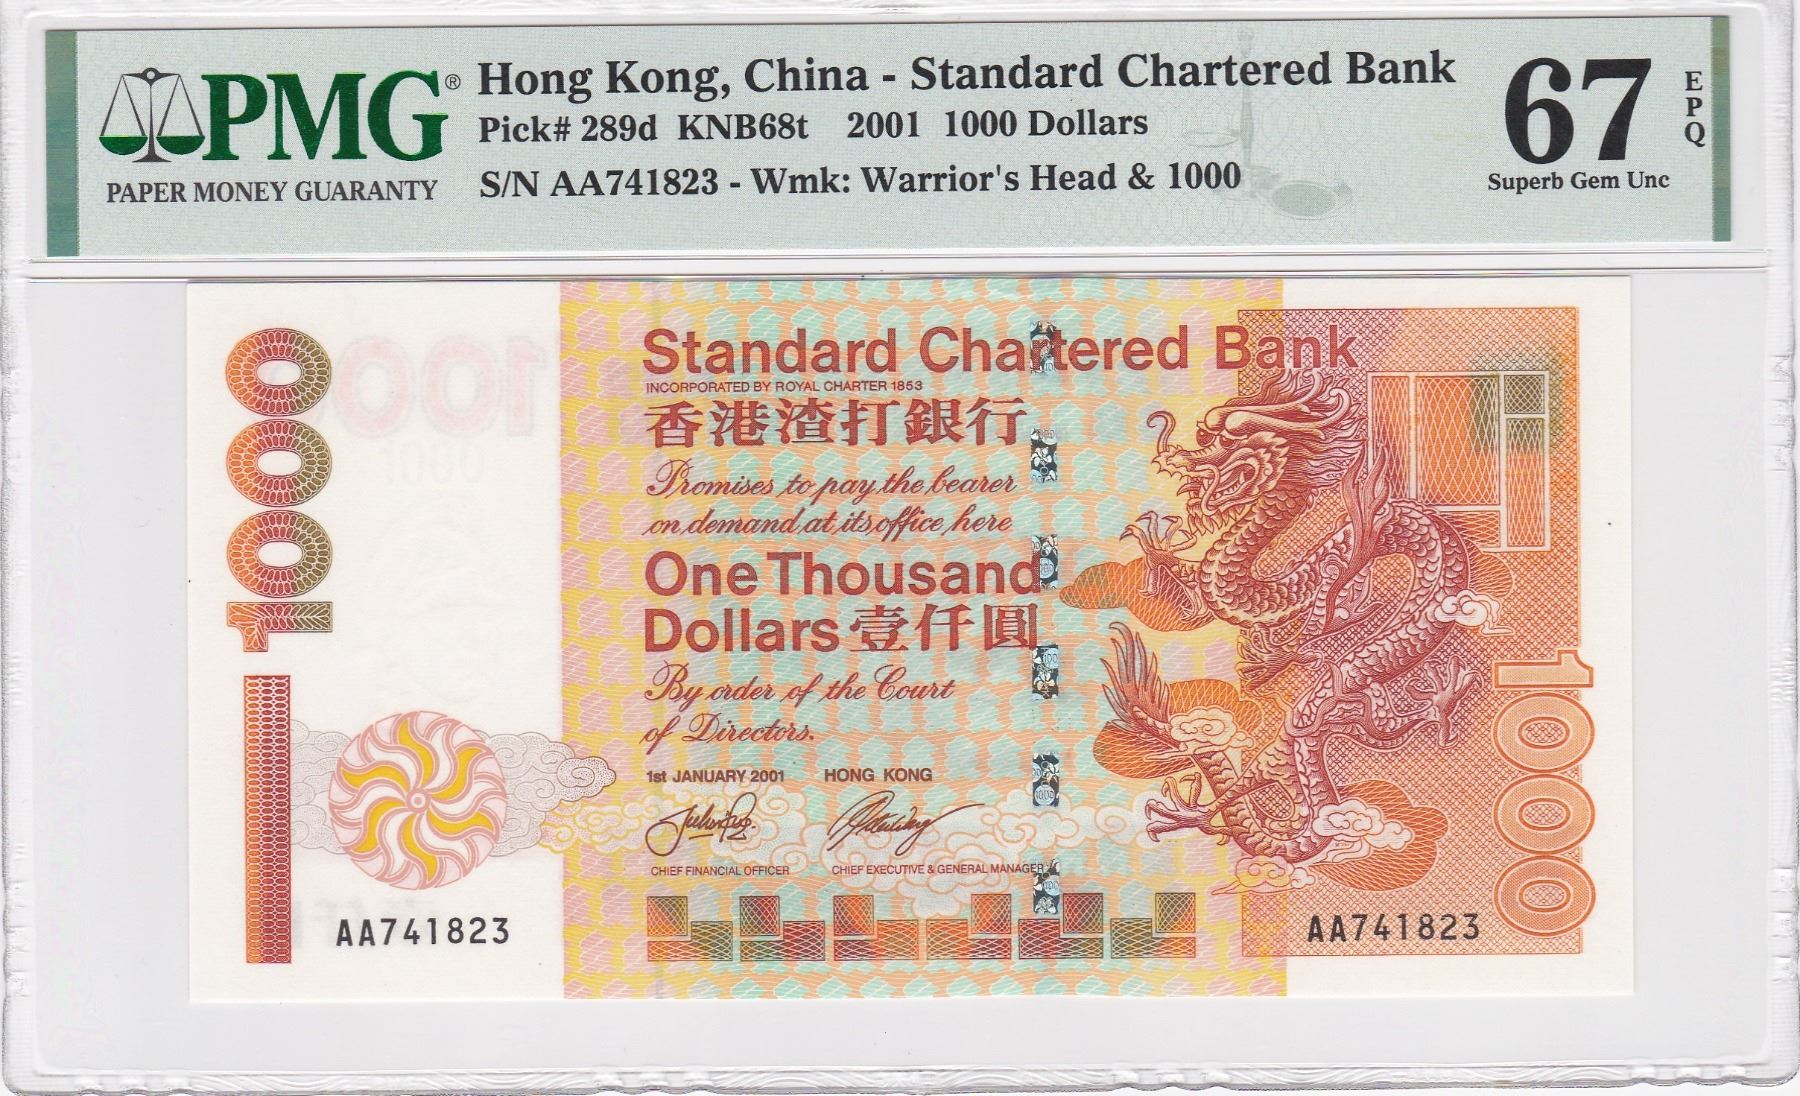 PMG®
PAPER MONEY GUARANTY
Hong Kong, China - Standard Chartered Bank
Pick# 289d KNB68t 2001 1000 Dollars
S/N AA741823 - Wmk: Warrior's Head & 1000
67
EPQ
Superb Gem Unc
1000
Standard Chartered Bank
INCORPORATED BY ROYAL CHARTER 1853
香港渣打銀行
Promises to pay the bearer
on demand at its office here
One Thousand
Dollars 壹仟圓
By order of the Court
of Directors.
1st JANUARY 2001 HONG KONG
CHIEF FINANCIAL OFFICER CHIEF EXECUTIVE & GENERAL MANAGER
AA741823
AA741823
1000